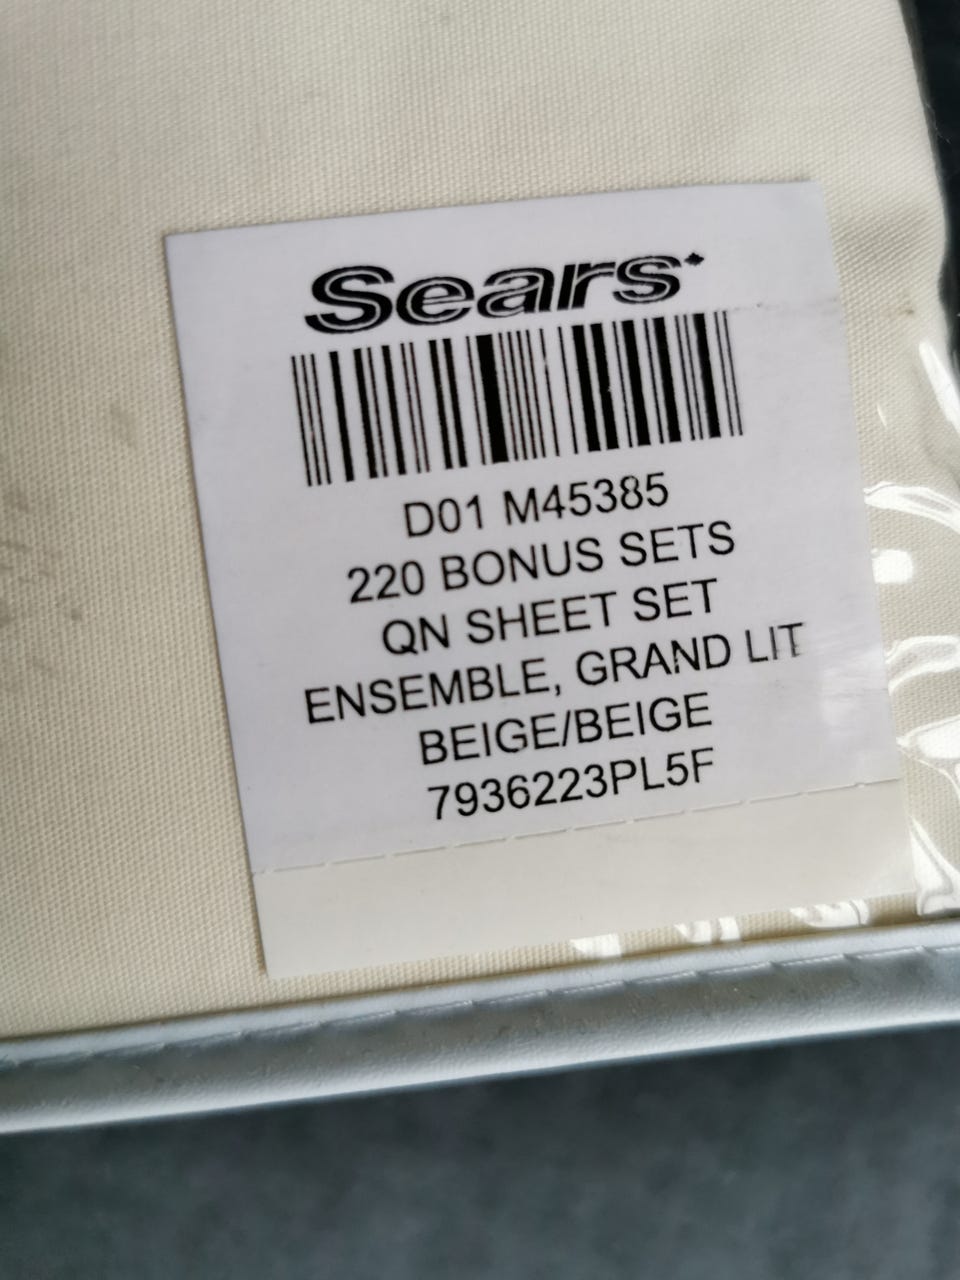 Sears
D01 M45385
220 BONUS SETS
QN SHEET SET
ENSEMBLE, GRAND LIT
BEIGE/BEIGE
7936223PL5F